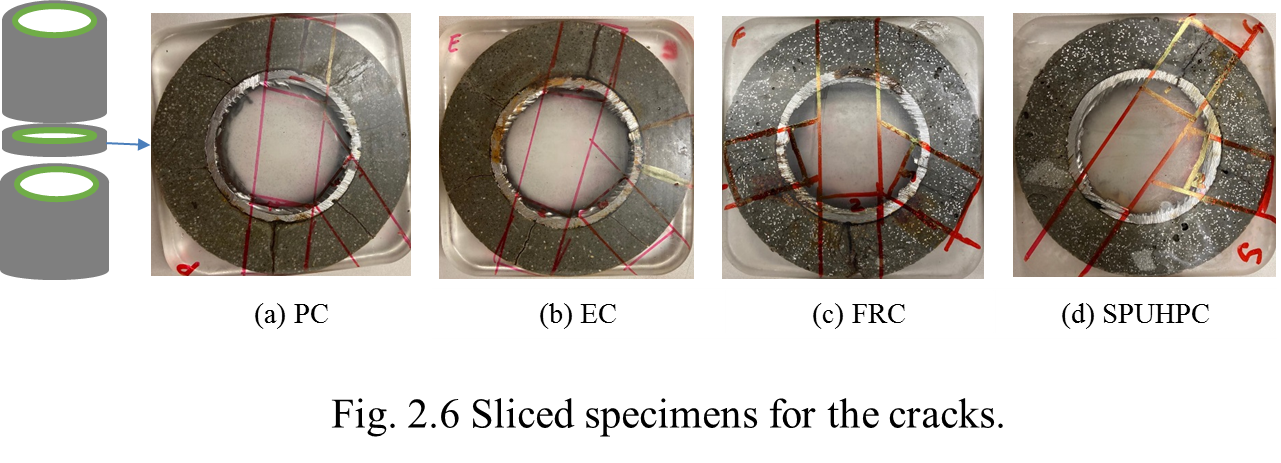 E
(a) PC
(b) EC
(c) FRC
(d) SPUHPC
Fig. 2.6 Sliced specimens for the cracks.